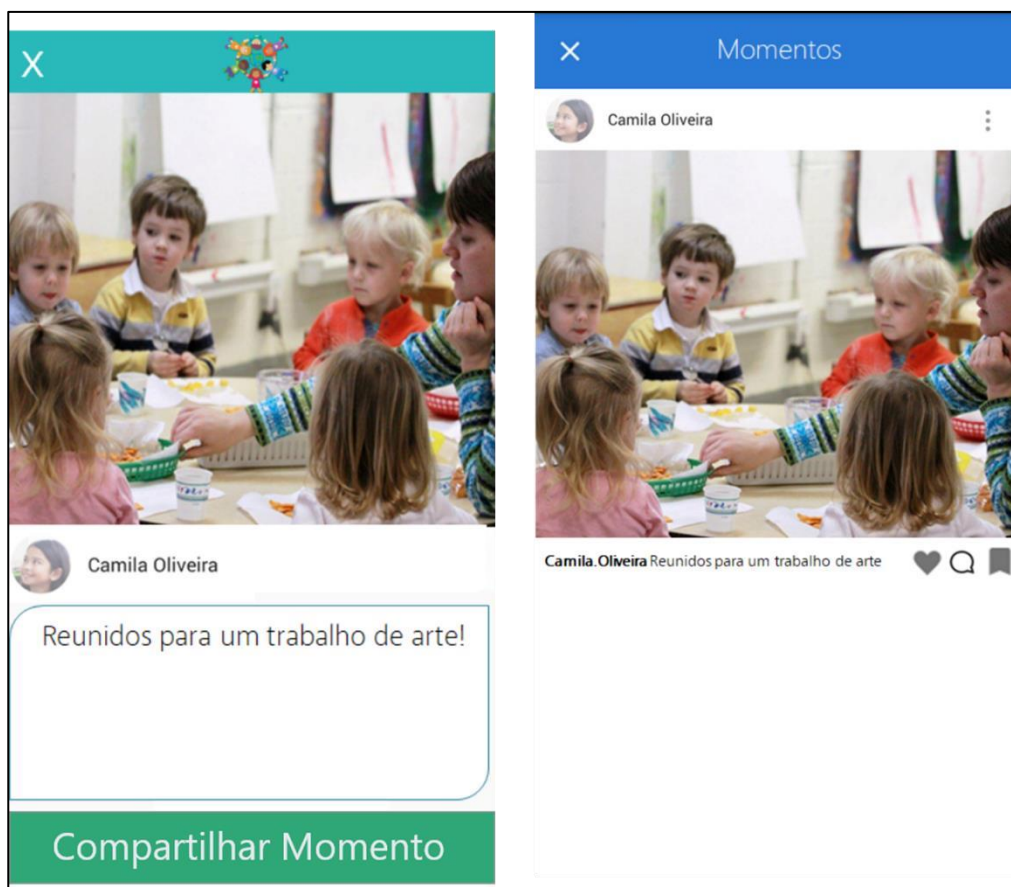 X
Camila Oliveira
Reunidos para um trabalho de arte!
Compartilhar Momento
Momentos
Camila Oliveira
Camila.Oliveira Reunidos para um trabalho de arte